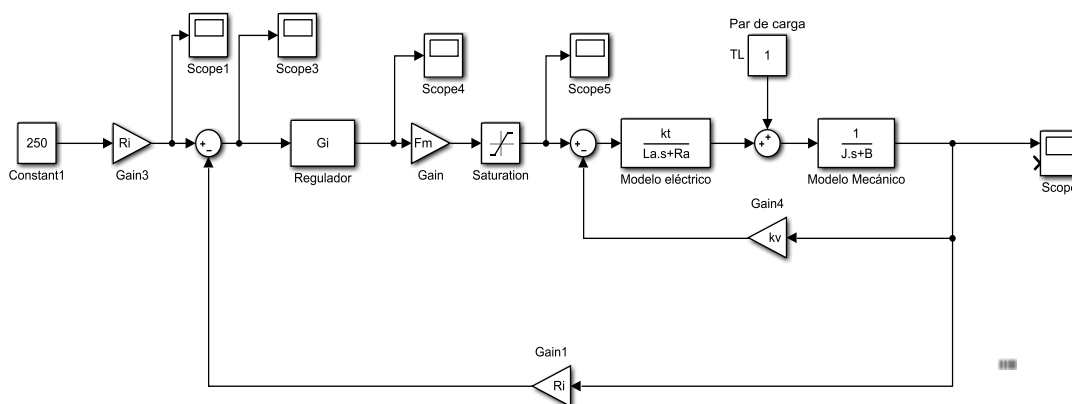 Par de carga
TL
1
Scope1
Scope3
Scope4
Scope5
250
Constant1
Ri
Gain3
+
−
Gi
Regulador
Fm
Gain
Saturation
+
−
kt
La.s+Ra
Modelo eléctrico
+
+
1
J.s+B
Modelo Mecánico
Scope
Gain4
kv
Gain1
Ri